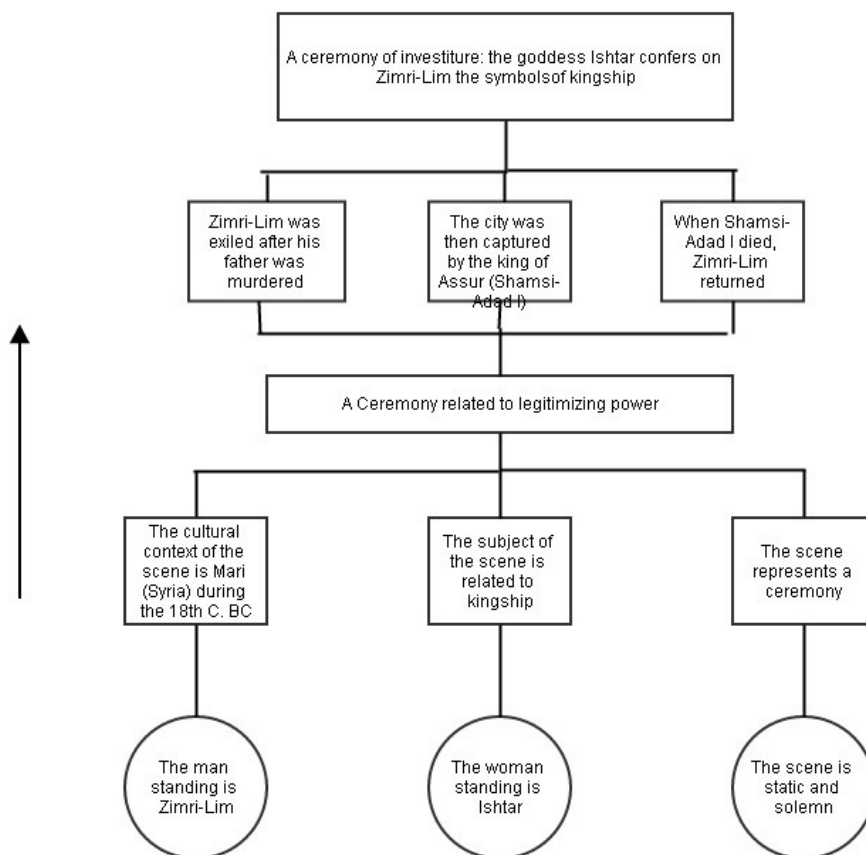 A ceremony of investiture: the goddess Ishtar confers on
Zimri-Lim the symbolsof kingship
Zimri-Lim was
exiled after his
father was
murdered
The city was
then captured
by the king of
Assur (Shamsi-
Adad I)
When Shamsi-
Adad I died,
Zimri-Lim
returned
A Ceremony related to legitimizing power
The cultural
context of the
scene is Mari
(Syria) during
the 18th C. BC
The subject of
the scene is
related to
kingship
The scene
represents a
ceremony
The man
standing is
Zimri-Lim
The woman
standing is
Ishtar
The scene is
static and
solemn